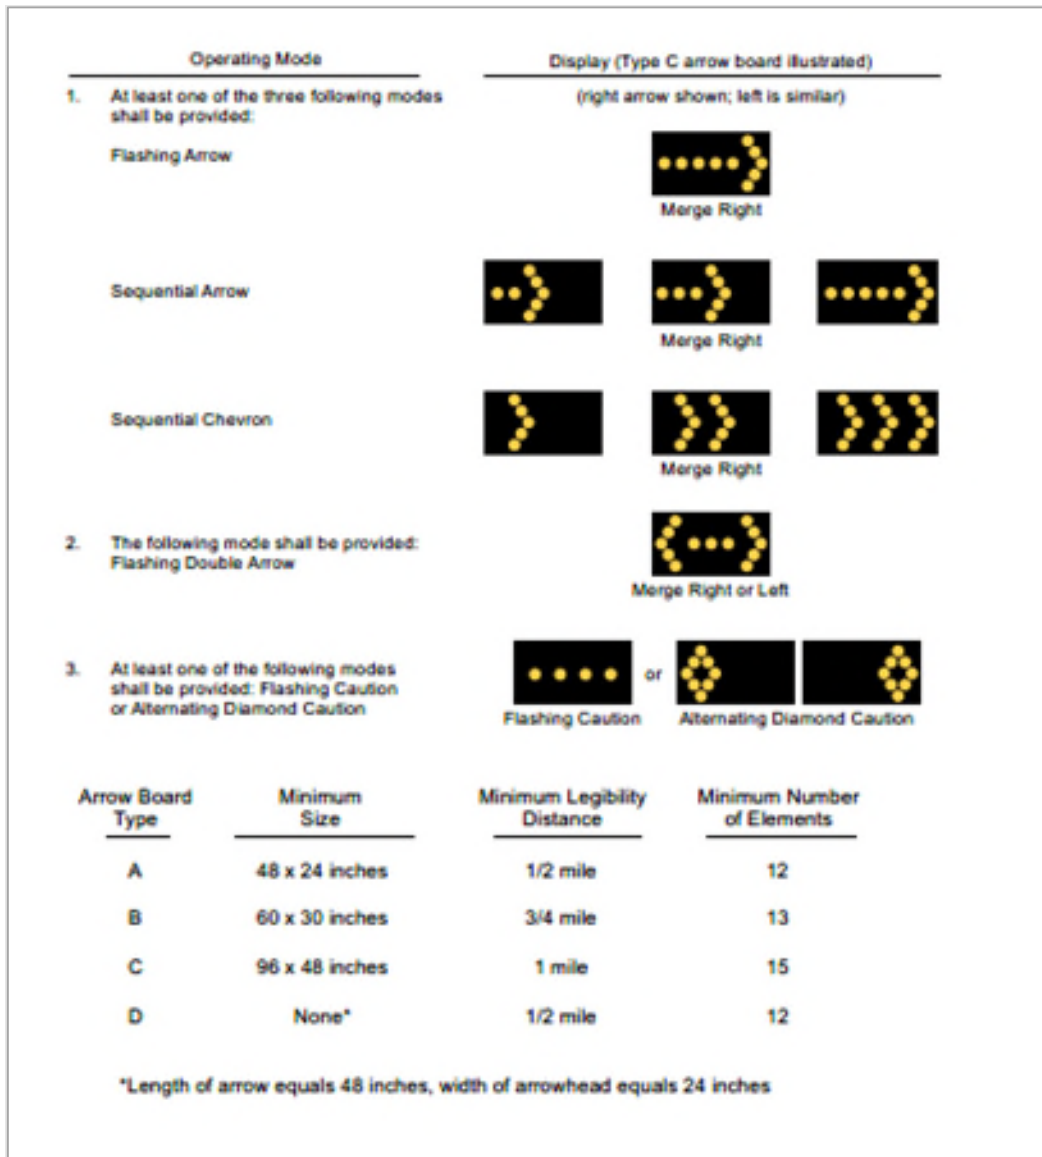 Operating Mode
Display (Type C arrow board illustrated)
1. At least one of the three following modes
shall be provided:
(right arrow shown; left is similar)
Flashing Arrow
Merge Right
Sequential Arrow
Merge Right
Sequential Chevron
Merge Right
2. The following mode shall be provided:
Flashing Double Arrow
Merge Right or Left
3. At least one of the following modes
shall be provided: Flashing Caution
or Alternating Diamond Caution
or
Flashing Caution
Alternating Diamond Caution
Arrow Board
Type
Minimum
Size
Minimum Legibility
Distance
Minimum Number
of Elements
A 48 x 24 inches 1/2 mile 12
B 60 x 30 inches 3/4 mile 13
C 96 x 48 inches 1 mile 15
D None* 1/2 mile 12
*Length of arrow equals 48 inches, width of arrowhead equals 24 inches